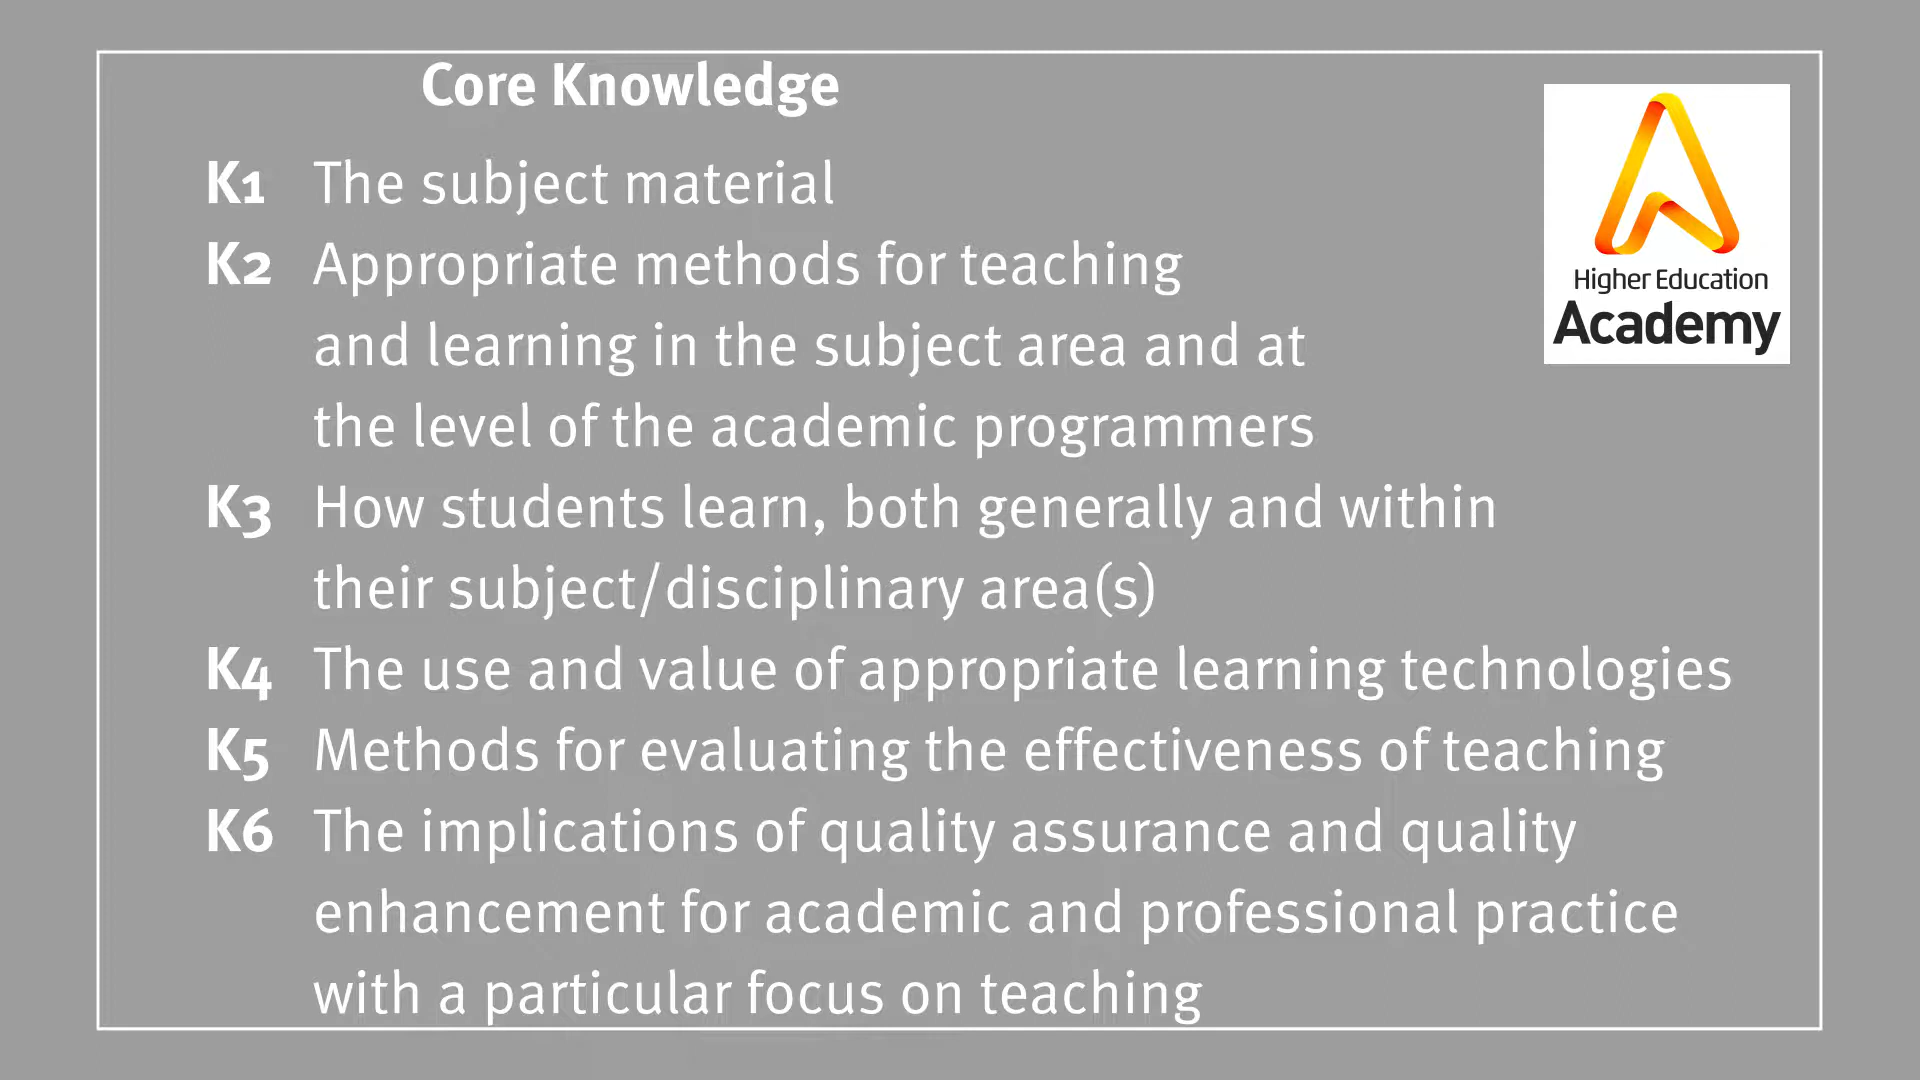 Core Knowledge
Higher Education
Academy
K1 The subject material
K2 Appropriate methods for teaching
and learning in the subject area and at
the level of the academic programmers
K3 How students learn, both generally and within
their subject/disciplinary area(s)
K4 The use and value of appropriate learning technologies
K5 Methods for evaluating the effectiveness of teaching
K6 The implications of quality assurance and quality
enhancement for academic and professional practice
with a particular focus on teaching